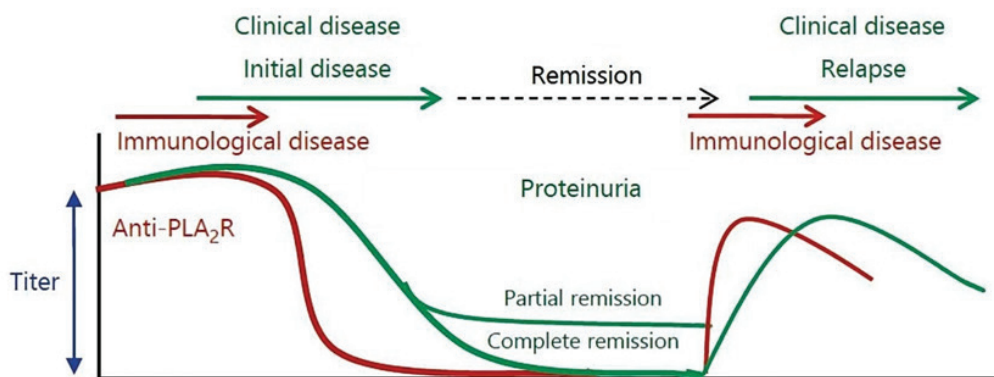 Clinical disease
Initial disease
Remission
Clinical disease
Relapse
Immunological disease
Immunological disease
Proteinuria
Anti-PLA₂R
Titer
Partial remission
Complete remission